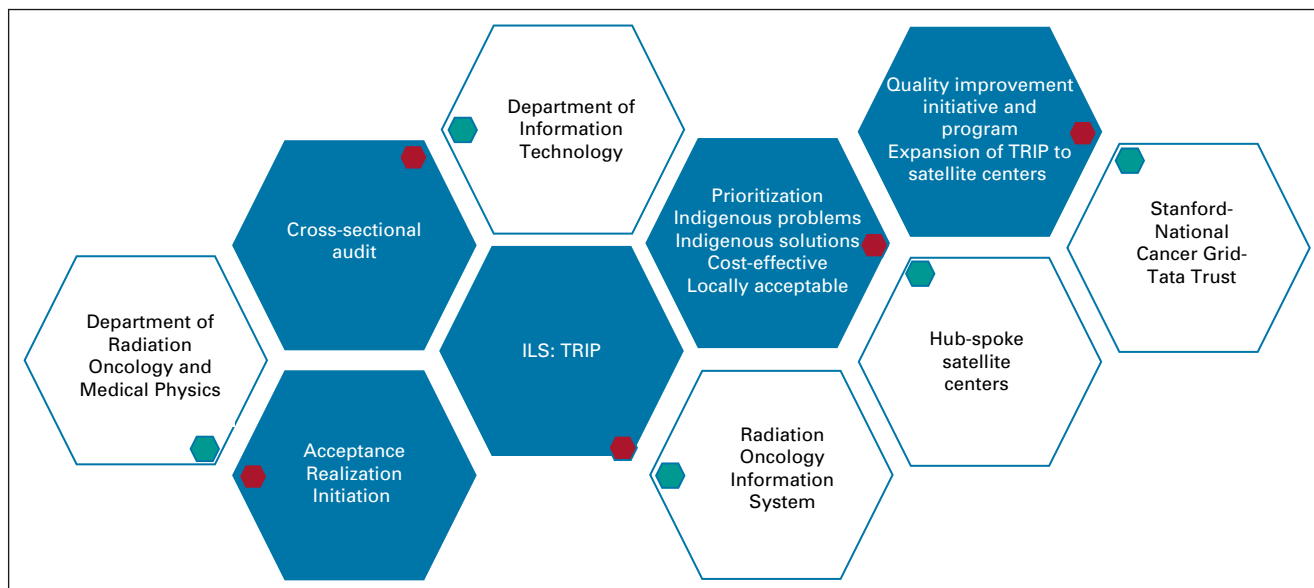 Department of
Information
Technology
Quality improvement
initiative and
program
Expansion of TRIP to
satellite centers
Cross-sectional
audit
Prioritization
Indigenous problems
Indigenous solutions
Cost-effective
Locally acceptable
Stanford-
National
Cancer Grid-
Tata Trust
Department of
Radiation
Oncology and
Medical Physics
ILS: TRIP
Hub-spoke
satellite
centers
Acceptance
Realization
Initiation
Radiation
Oncology
Information
System